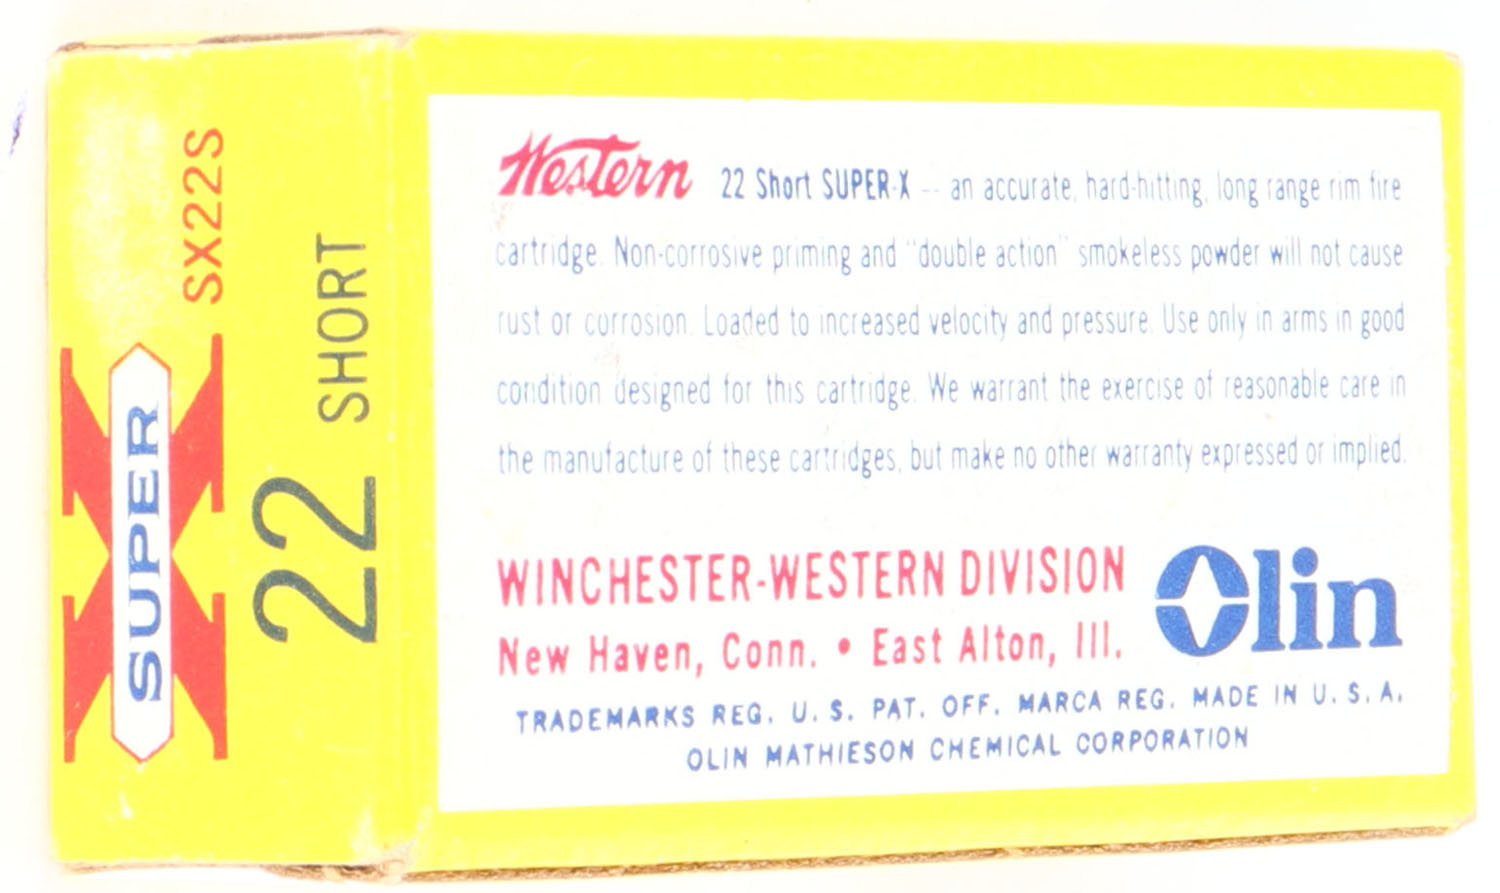 SUPER X
SX22S
22 SHORT
Western 22 Short SUPER-X -- an accurate, hard-hitting, long range rim fire
cartridge. Non-corrosive priming and "double action" smokeless powder will not cause
rust or corrosion. Loaded to increased velocity and pressure. Use only in arms in good
condition designed for this cartridge. We warrant the exercise of reasonable care in
the manufacture of these cartridges, but make no other warranty expressed or implied.
WINCHESTER-WESTERN DIVISION
New Haven, Conn. • East Alton, Ill.
Olin
TRADEMARKS REG. U. S. PAT. OFF. MARCA REG. MADE IN U. S. A.
OLIN MATHIESON CHEMICAL CORPORATION